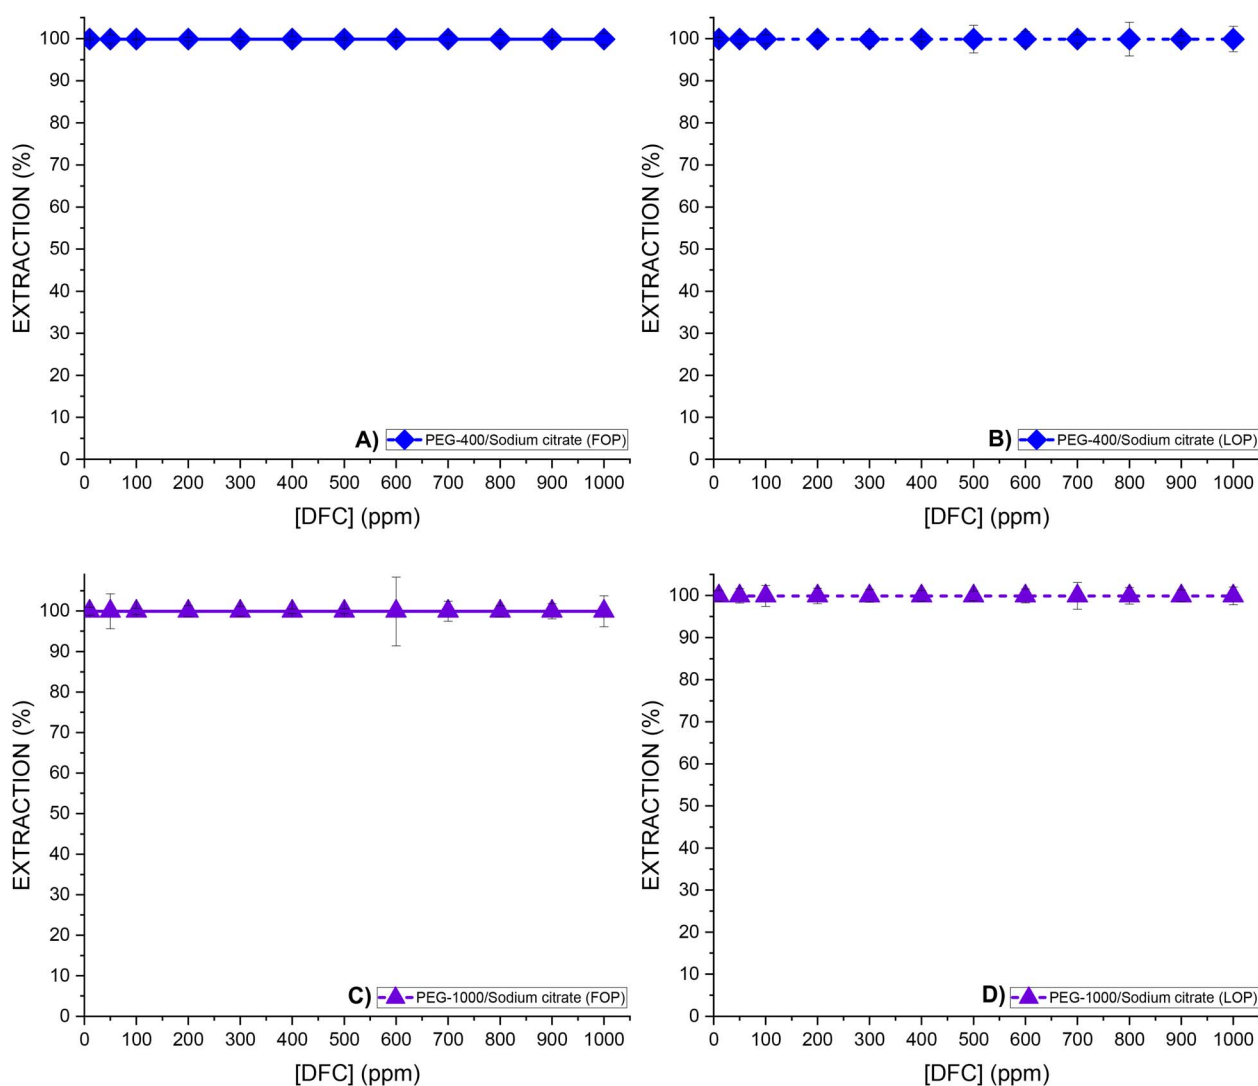 EXTRACTION (%)
100
90
80
70
60
50
40
30
20
10
0
A) PEG-400/Sodium citrate (FOP)
0 100 200 300 400 500 600 700 800 900 1000
[DFC] (ppm)
EXTRACTION (%)
100
90
80
70
60
50
40
30
20
10
0
B) PEG-400/Sodium citrate (LOP)
0 100 200 300 400 500 600 700 800 900 1000
[DFC] (ppm)
EXTRACTION (%)
100
90
80
70
60
50
40
30
20
10
0
C) PEG-1000/Sodium citrate (FOP)
0 100 200 300 400 500 600 700 800 900 1000
[DFC] (ppm)
EXTRACTION (%)
100
90
80
70
60
50
40
30
20
10
0
D) PEG-1000/Sodium citrate (LOP)
0 100 200 300 400 500 600 700 800 900 1000
[DFC] (ppm)